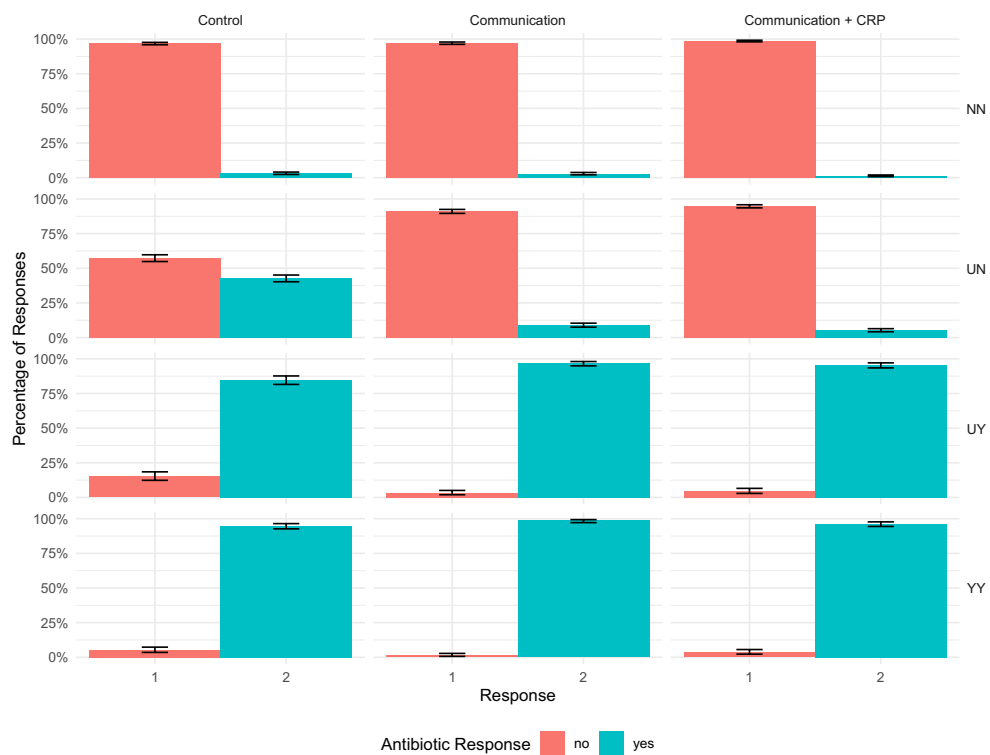 Control Communication Communication + CRP
100%
75%
50%
25%
0%
NN
100%
75%
50%
25%
0%
UN
100%
75%
50%
25%
0%
UY
100%
75%
50%
25%
0%
YY
Percentage of Responses
1 2 1 2 1 2
Response
Antibiotic Response no yes